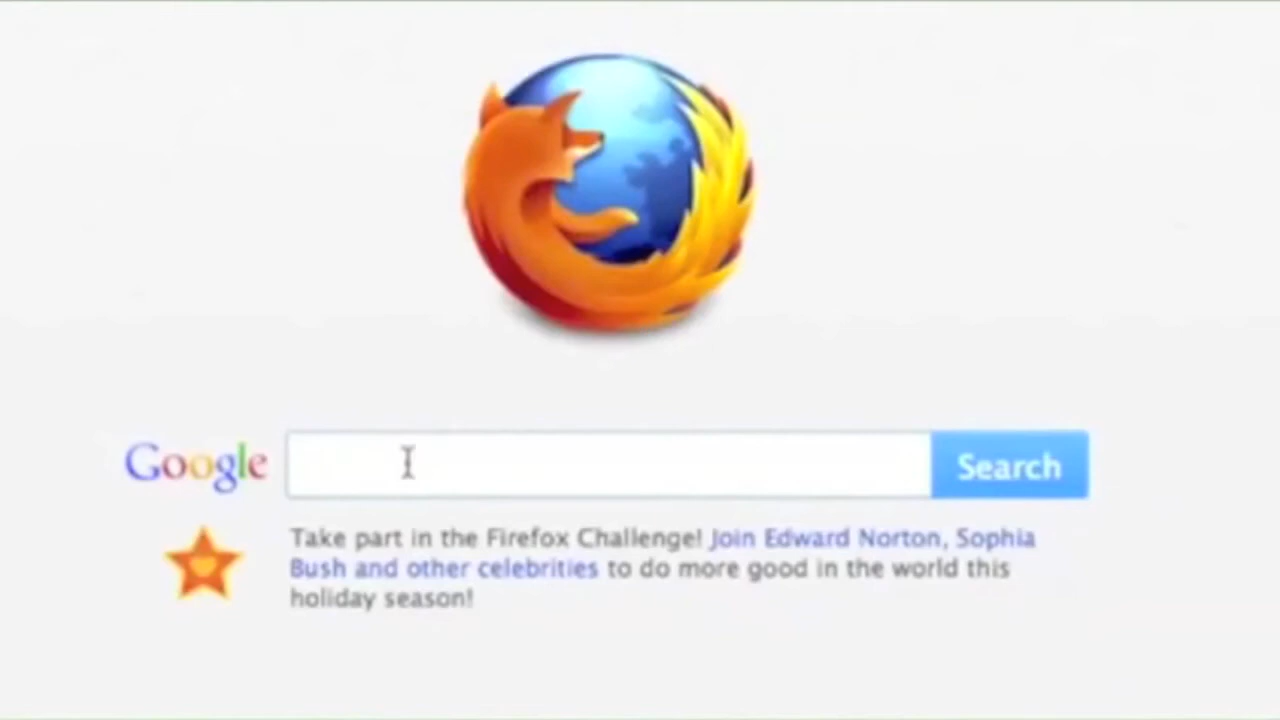 Google
Search
Take part in the Firefox Challenge! Join Edward Norton, Sophia
Bush and other celebrities to do more good in the world this
holiday season!